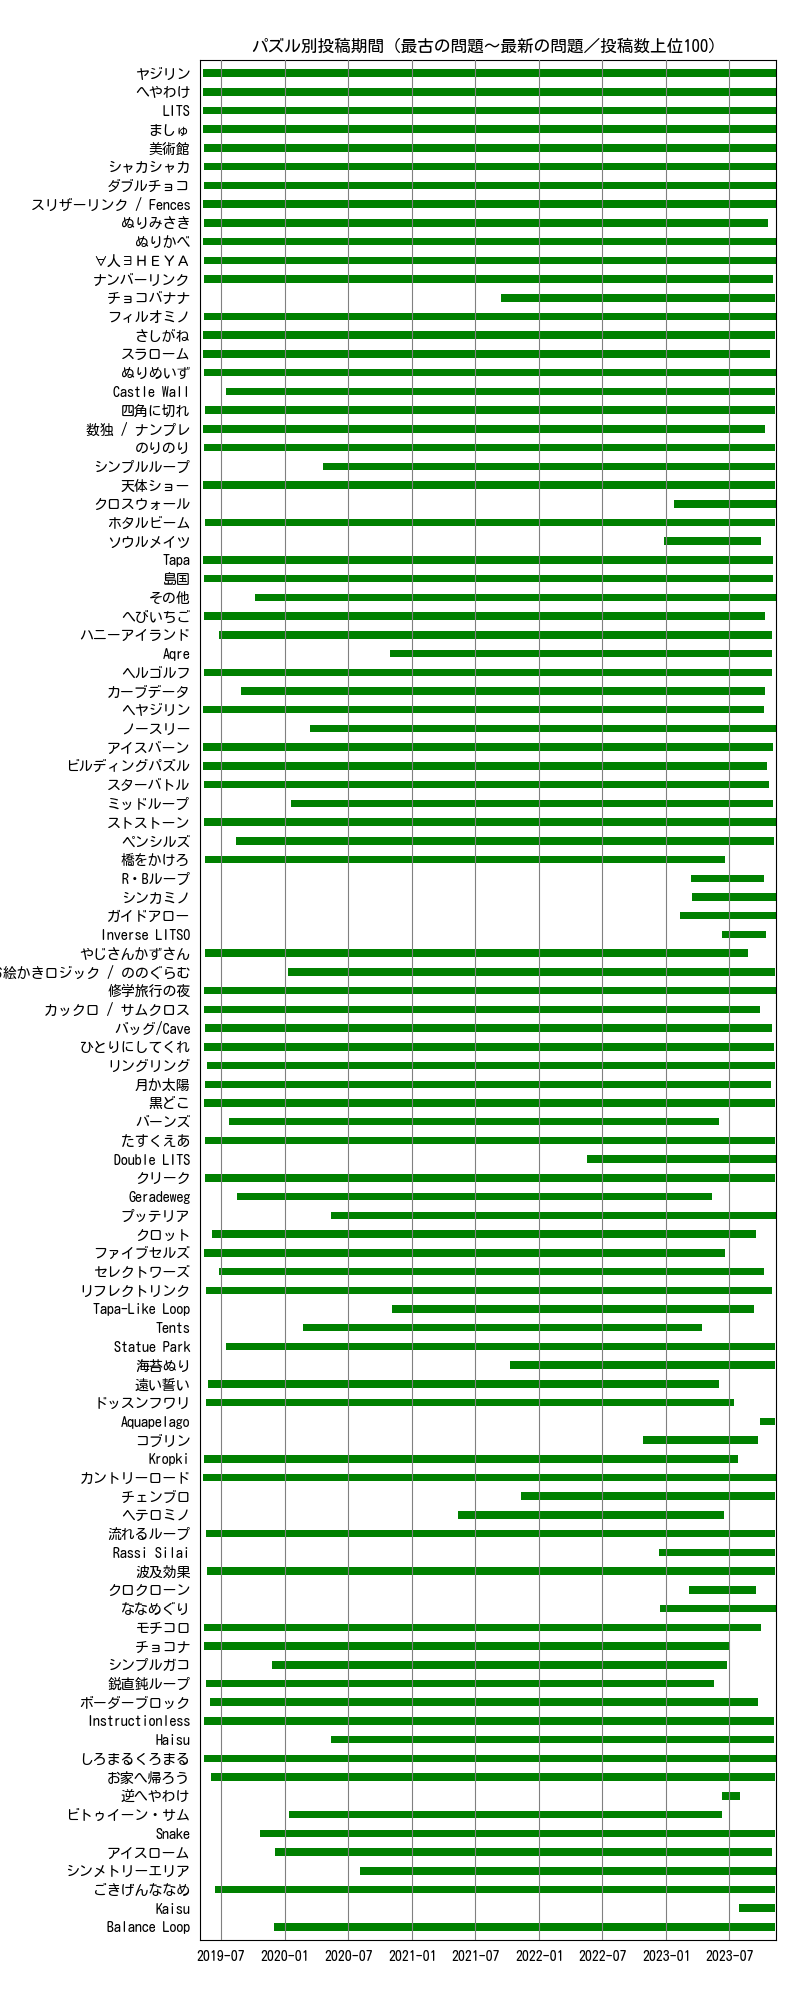 パズル別投稿期間（最古の問題～最新の問題／投稿数上位100）
ヤジリン
へやわけ
LITS
ましゅ
美術館
シャカシャカ
ダブルチョコ
スリザーリンク / Fences
ぬりみさき
ぬりかべ
∀人∃ＨＥＹＡ
ナンバーリンク
チョコバナナ
フィルオミノ
さしがね
スラローム
ぬりめいず
Castle Wall
四角に切れ
数独 / ナンプレ
のりのり
シンプルループ
天体ショー
クロスウォール
ホタルビーム
ソウルメイツ
Tapa
島国
その他
へびいちご
ハニーアイランド
Aqre
ヘルゴルフ
カーブデータ
ヘヤジリン
ノースリー
アイスバーン
ビルディングパズル
スターバトル
ミッドループ
ストストーン
ペンシルズ
橋をかけろ
R・Bループ
シンカミノ
ガイドアロー
Inverse LITSO
やじさんかずさん
絵かきロジック / ののぐらむ
修学旅行の夜
カックロ / サムクロス
バッグ/Cave
ひとりにしてくれ
リングリング
月か太陽
黒どこ
バーンズ
たすくえあ
Double LITS
クリーク
Geradeweg
プッテリア
クロット
ファイブセルズ
セレクトワーズ
リフレクトリンク
Tapa-Like Loop
Tents
Statue Park
海苔ぬり
遠い誓い
ドッスンフワリ
Aquapelago
コブリン
Kropki
カントリーロード
チェンブロ
ヘテロミノ
流れるループ
Rassi Silai
波及効果
クロクローン
ななめぐり
モチコロ
チョコナ
シンプルガコ
鋭直鈍ループ
ボーダーブロック
Instructionless
Haisu
しろまるくろまる
お家へ帰ろう
逆へやわけ
ビトゥイーン・サム
Snake
アイスローム
シンメトリーエリア
ごきげんななめ
Kaisu
Balance Loop
2019-07 2020-01 2020-07 2021-01 2021-07 2022-01 2022-07 2023-01 2023-07